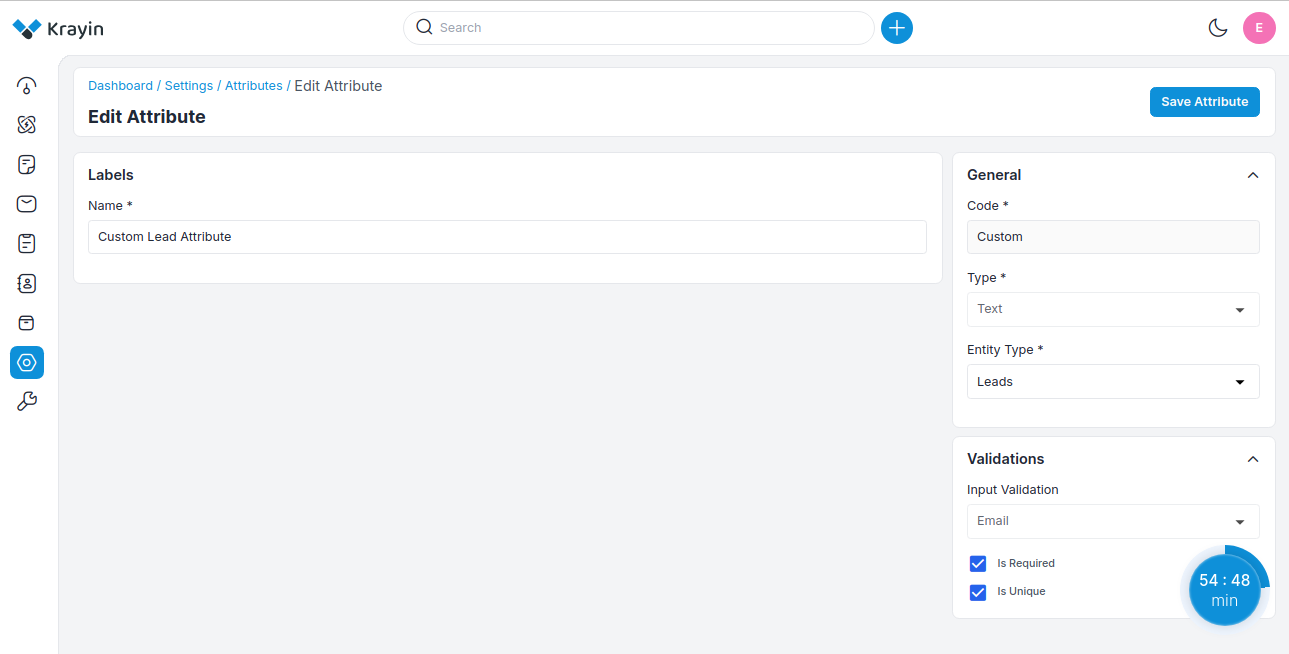 Krayin
Search
E
Dashboard / Settings / Attributes / Edit Attribute
Edit Attribute
Save Attribute
Labels
Name *
Custom Lead Attribute
General
Code *
Custom
Type *
Text
Entity Type *
Leads
Validations
Input Validation
Email
Is Required
Is Unique
54 : 48
min